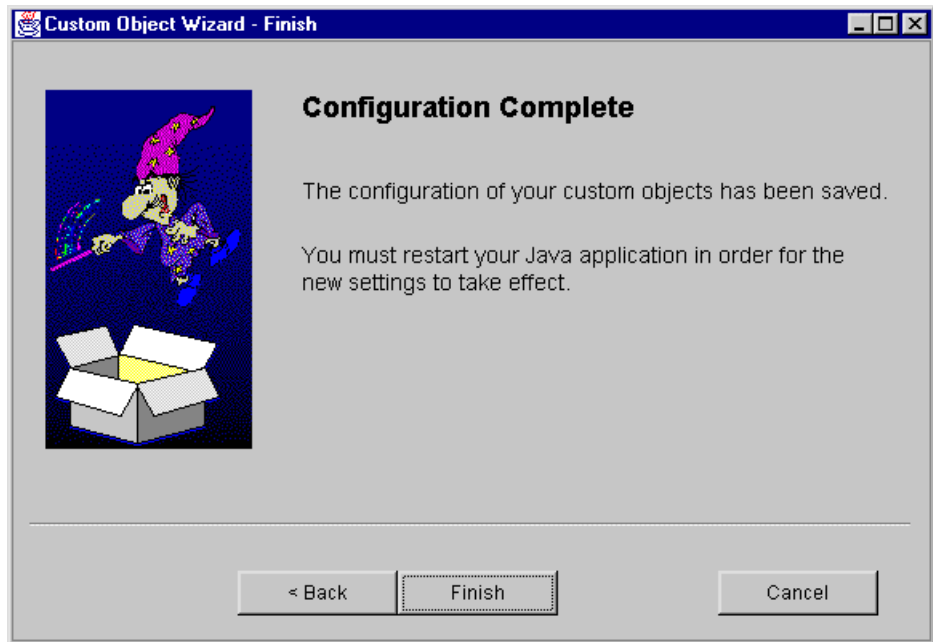 Custom Object Wizard - Finish
Configuration Complete
The configuration of your custom objects has been saved.
You must restart your Java application in order for the
new settings to take effect.
< Back
Finish
Cancel